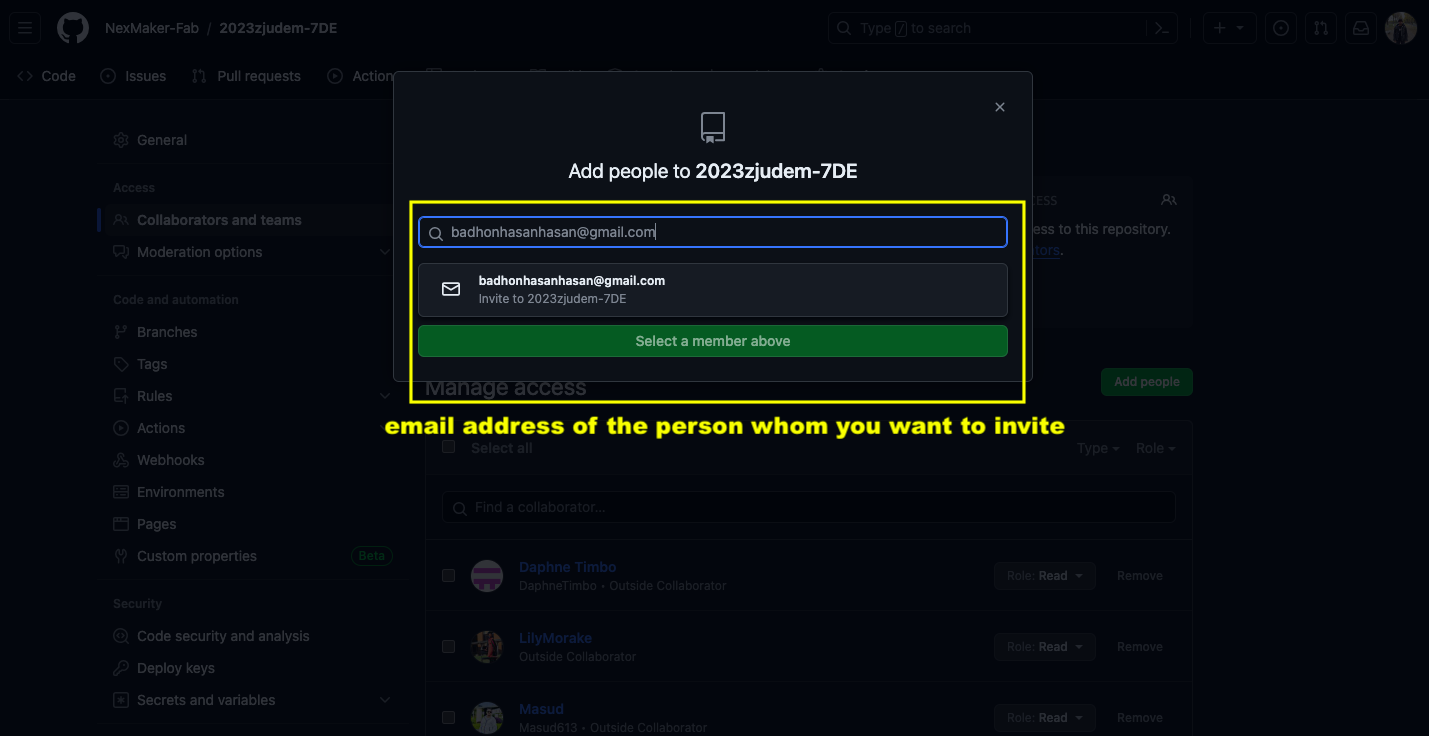 NexMaker-Fab / 2023zjudem-7DE
Type / to search
Code Issues Pull requests Action
Add people to 2023zjudem-7DE
badhonhasanhasan@gmail.com
badhonhasanhasan@gmail.com
Invite to 2023zjudem-7DE
Select a member above
email address of the person whom you want to invite
General
Access
Collaborators and teams
Moderation options
Code and automation
Branches
Tags
Rules
Actions
Webhooks
Environments
Pages
Custom properties Beta
Security
Code security and analysis
Deploy keys
Secrets and variables
ess to this repository.
Manage access
Add people
Select all Type Role
Find a collaborator...
Daphne Timbo
DaphneTimbo • Outside Collaborator
Role: Read Remove
LilyMorake
Outside Collaborator
Role: Read Remove
Masud
Masud613 • Outside Collaborator
Role: Read Remove